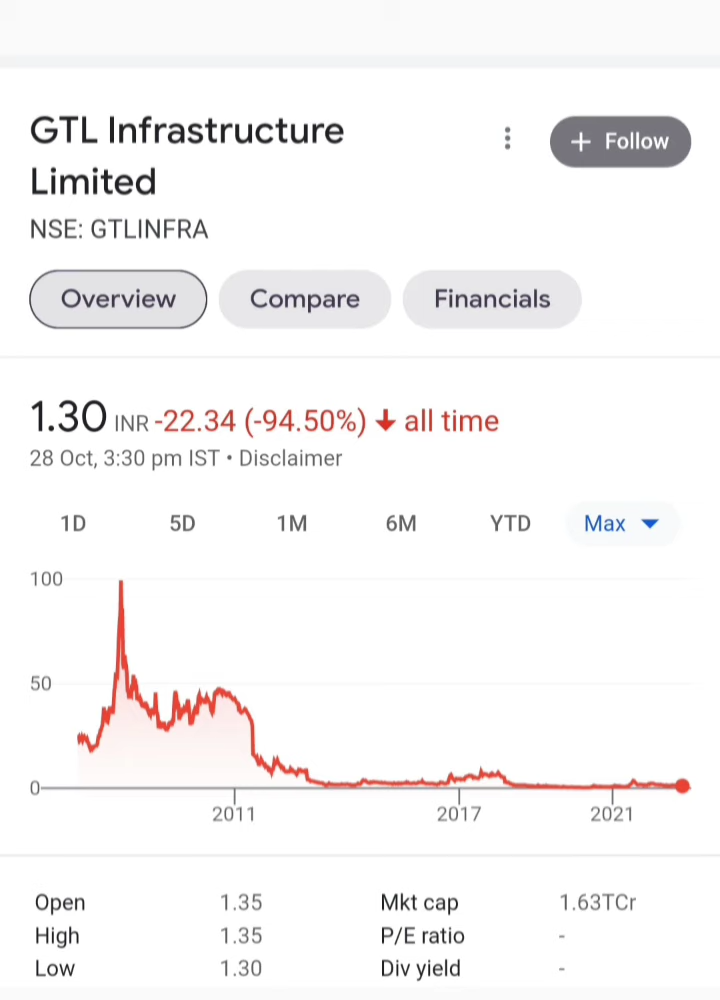 GTL Infrastructure
Limited
+ Follow
NSE: GTLINFRA
Overview Compare Financials
1.30 INR -22.34 (-94.50%) ↓ all time
28 Oct, 3:30 pm IST • Disclaimer
1D 5D 1M 6M YTD Max
100
50
0
2011 2017 2021
Open 1.35 Mkt cap 1.63TCr
High 1.35 P/E ratio -
Low 1.30 Div yield -